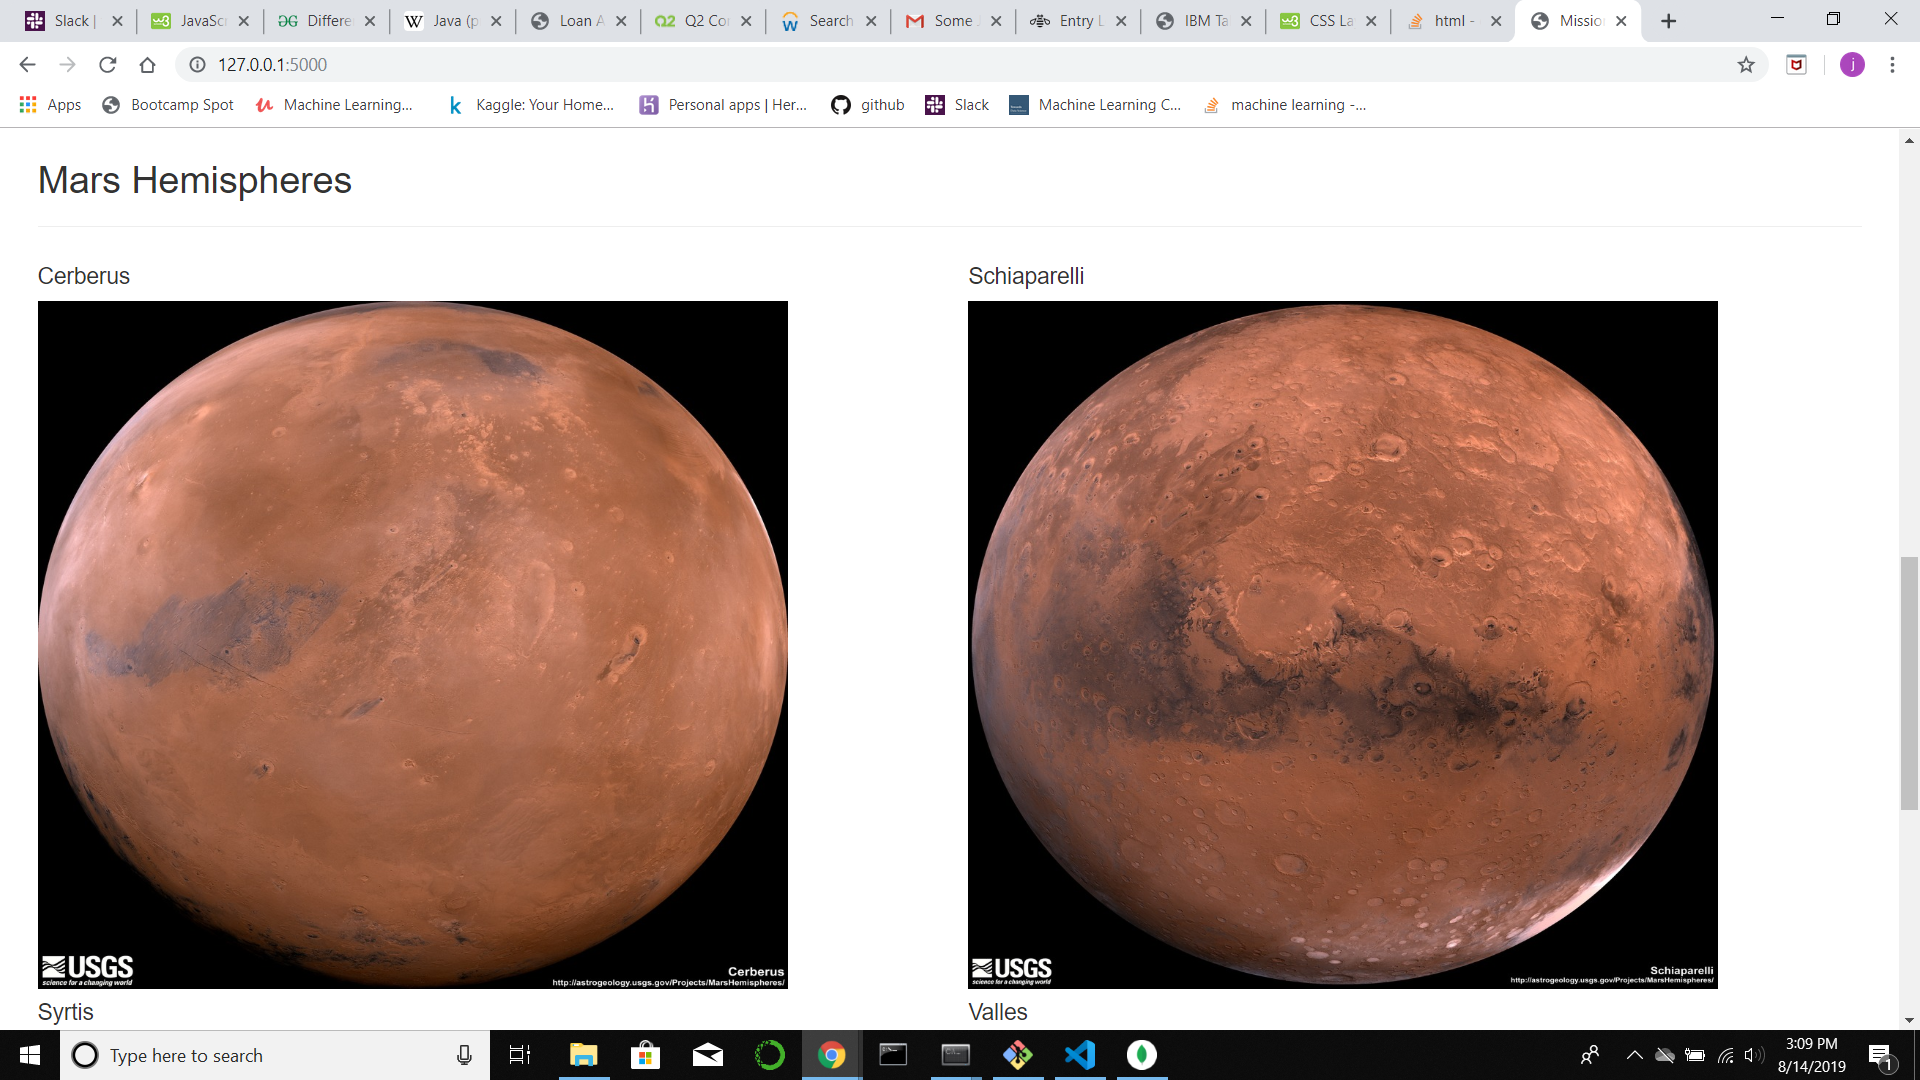 Slack |
JavaScr
Differe
Java (p
Loan A
Q2 Co
Search
Some
Entry L
IBM Ta
CSS La
html -
Missio
127.0.0.1:5000
j
Apps
Bootcamp Spot
Machine Learning...
Kaggle: Your Home...
Personal apps | Her...
github
Slack
Machine Learning C...
machine learning -...
Mars Hemispheres
Cerberus
Schiaparelli
USGS
science for a changing world
Cerberus
http://astrogeology.usgs.gov/Projects/MarsHemispheres/
USGS
science for a changing world
Schiaparelli
http://astrogeology.usgs.gov/Projects/MarsHemispheres/
Syrtis
Valles
Type here to search
3:09 PM
8/14/2019
1